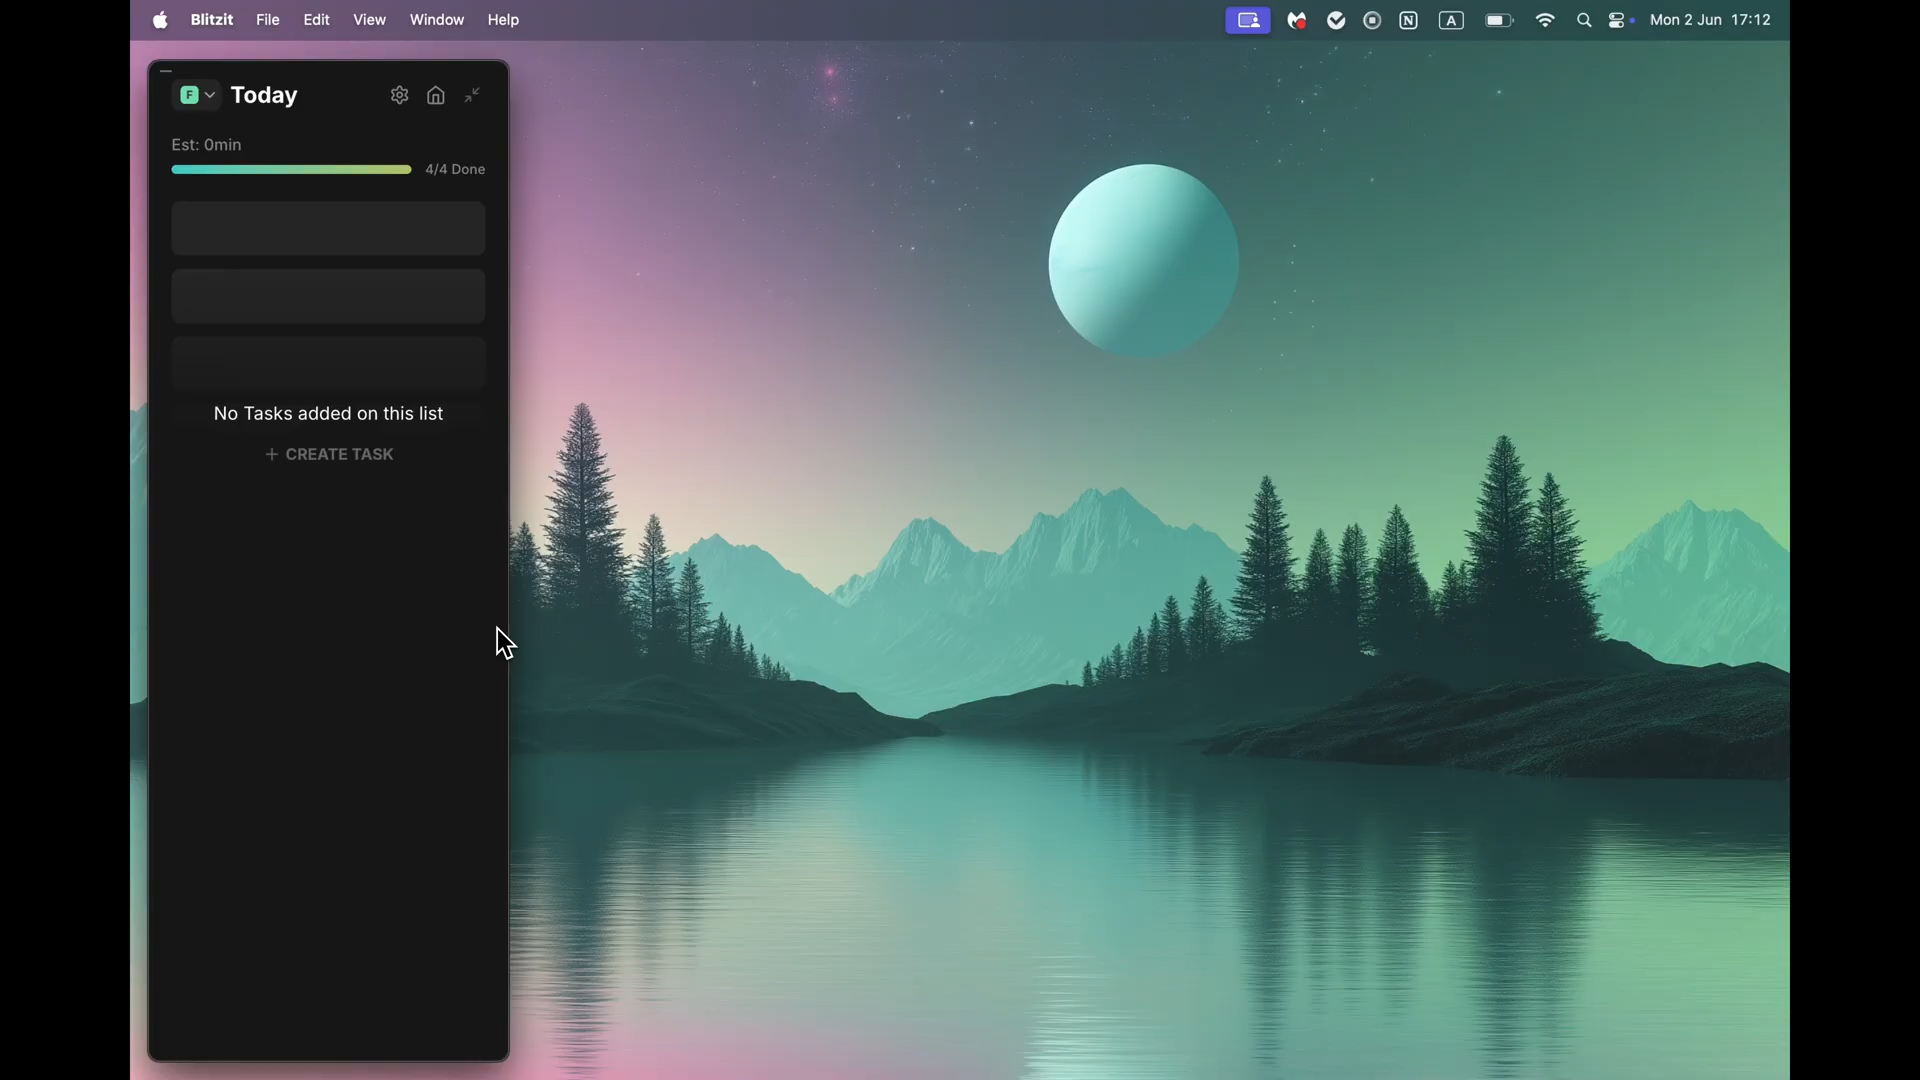 Blitzit File Edit View Window Help
N A Mon 2 Jun 17:12
F Today
Est: 0min
4/4 Done
No Tasks added on this list
+ CREATE TASK